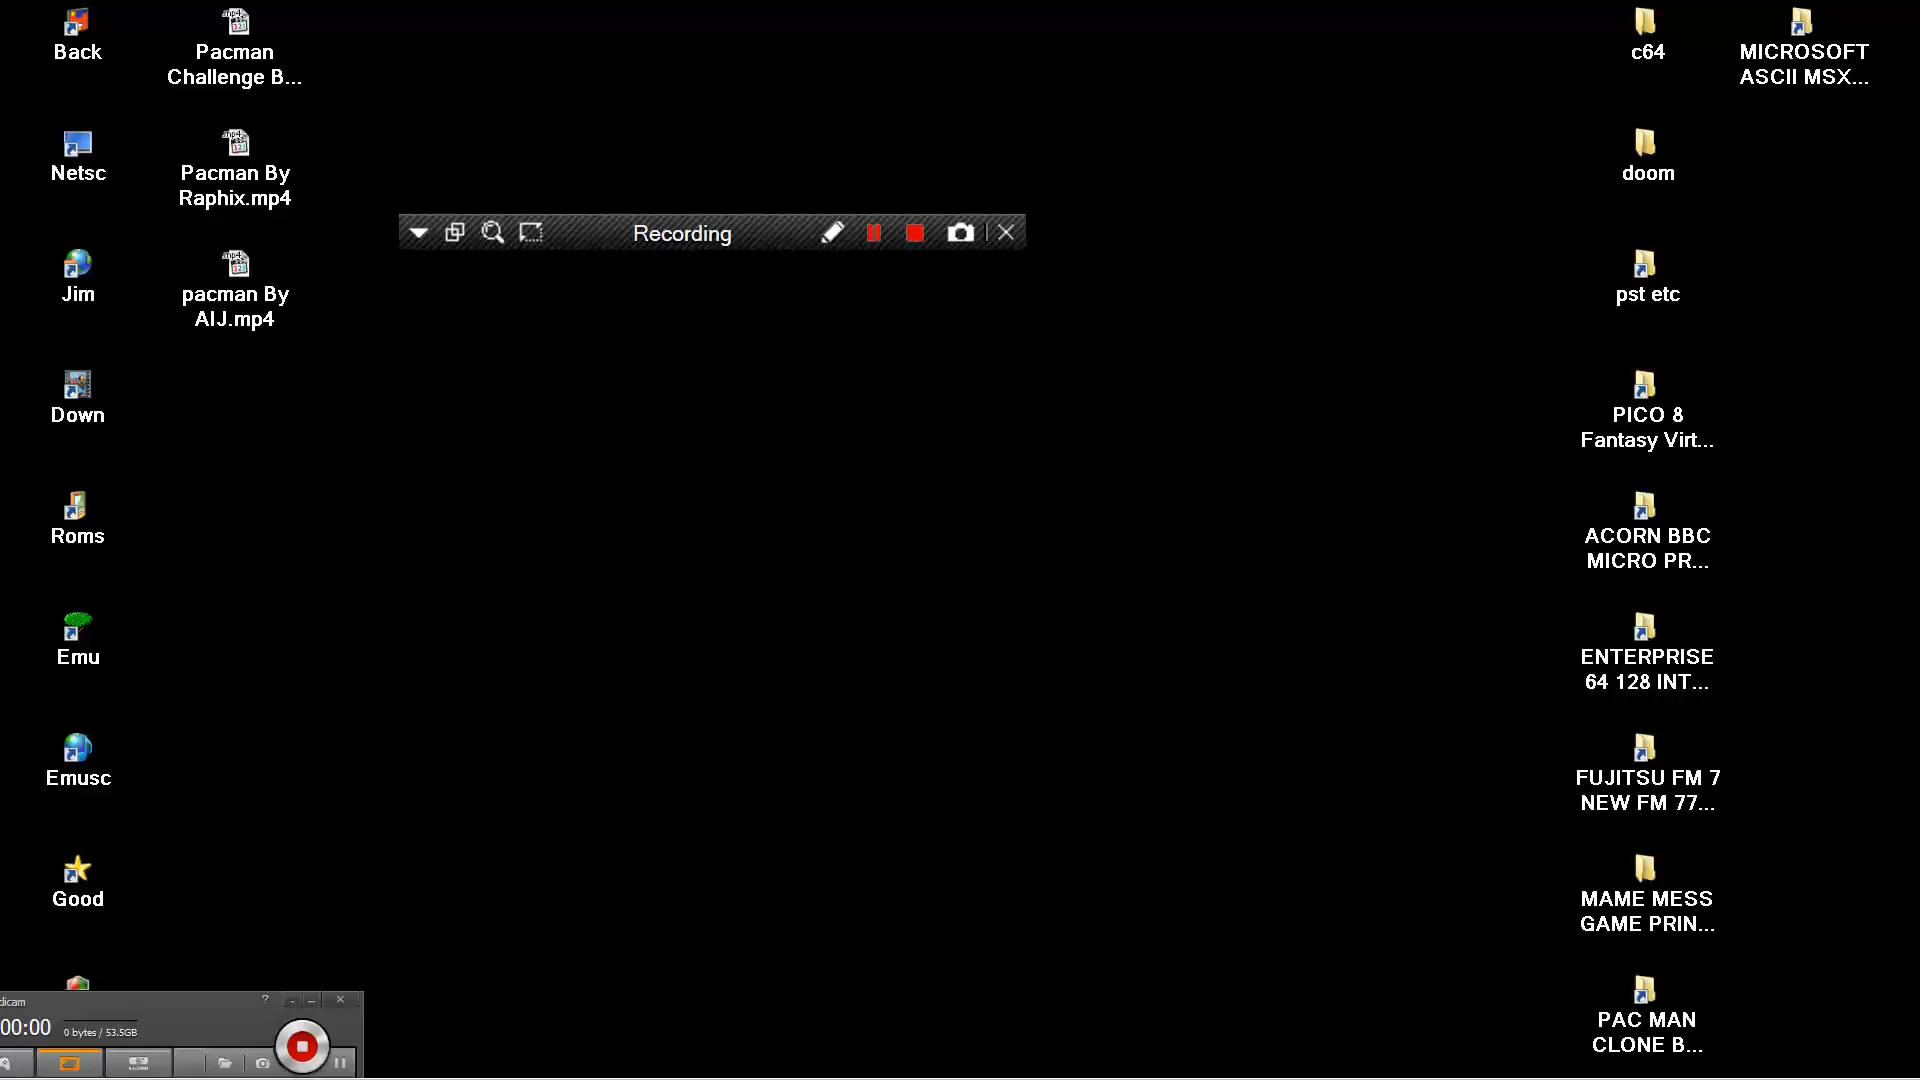 Back
Pacman
Challenge B...
c64
MICROSOFT
ASCII MSX...
Netsc
Pacman By
Raphix.mp4
doom
Recording
Jim
pacman By
AIJ.mp4
pst etc
Down
PICO 8
Fantasy Virt...
Roms
ACORN BBC
MICRO PR...
Emu
ENTERPRISE
64 128 INT...
Emusc
FUJITSU FM 7
NEW FM 77...
Good
MAME MESS
GAME PRIN...
dicam
00:00
0 bytes / 53.5GB
PAC MAN
CLONE B...